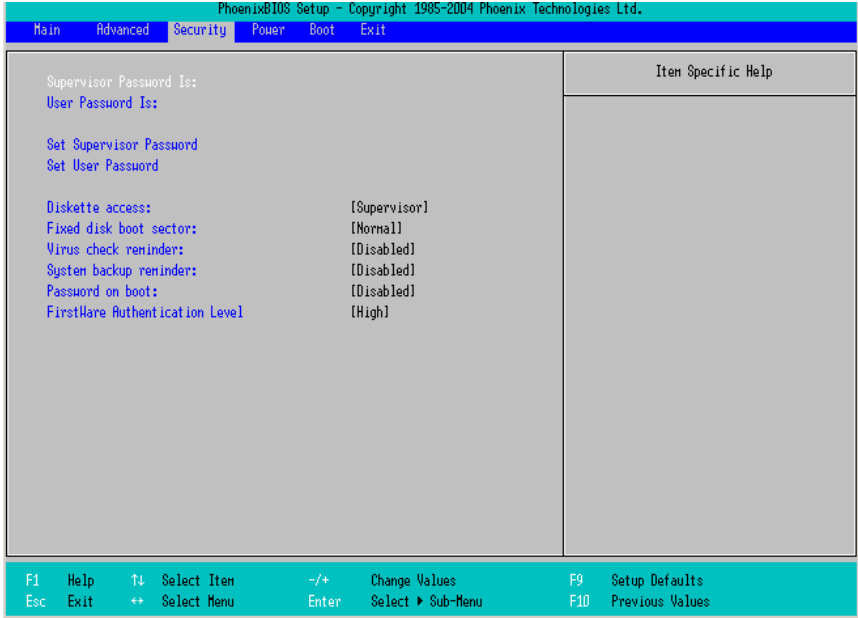 PhoenixBIOS Setup - Copyright 1985-2004 Phoenix Technologies Ltd.
Main Advanced Security Power Boot Exit
Item Specific Help
Supervisor Password Is:
User Password Is:
Set Supervisor Password
Set User Password
Diskette access: [Supervisor]
Fixed disk boot sector: [Normal]
Virus check reminder: [Disabled]
System backup reminder: [Disabled]
Password on boot: [Disabled]
FirstWare Authentication Level [High]
F1 Help ↑↓ Select Item -/+ Change Values F9 Setup Defaults
Esc Exit ↔ Select Menu Enter Select ▶ Sub-Menu F10 Previous Values